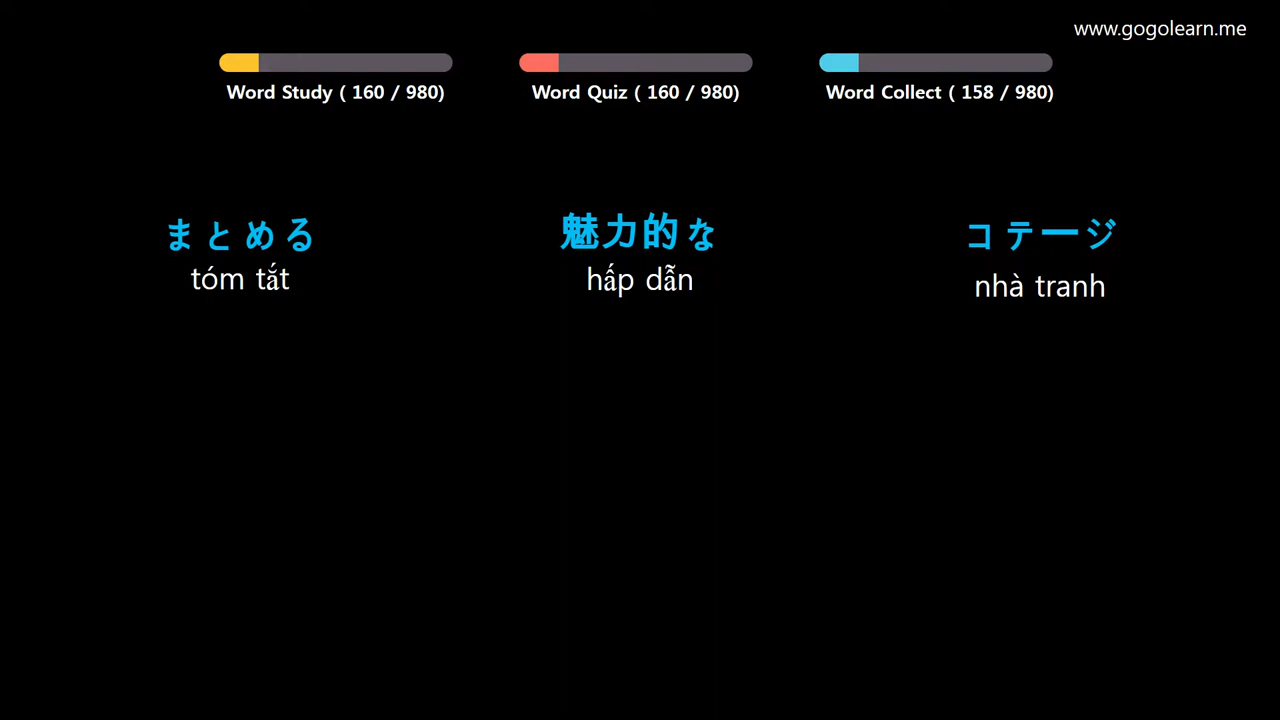 www.gogolearn.me
Word Study ( 160 / 980)
Word Quiz ( 160 / 980)
Word Collect ( 158 / 980)
まとめる
tóm tắt
魅力的な
hấp dẫn
コテージ
nhà tranh